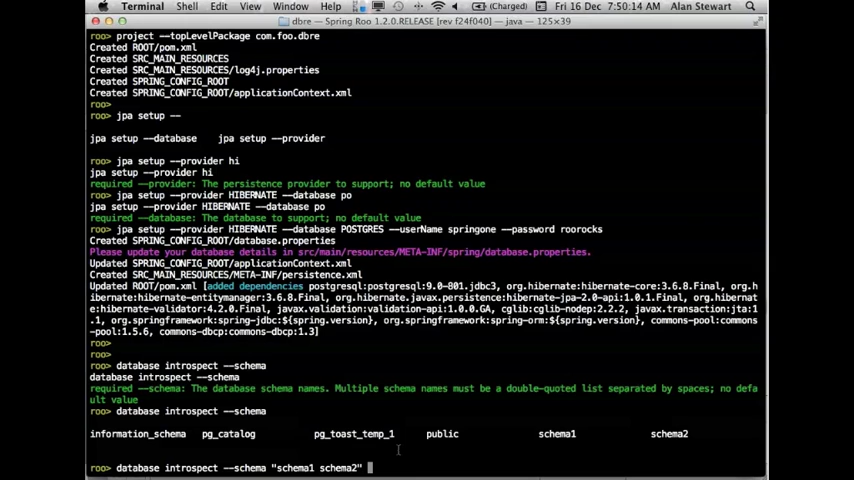 Terminal Shell Edit View Window Help (Charged) Fri 16 Dec 7:50:14 AM Alan Stewart
dbre — Spring Roo 1.2.0.RELEASE [rev f24f040] — java — 125×39
roo> project --topLevelPackage com.foo.dbre
Created ROOT/pom.xml
Created SRC_MAIN_RESOURCES
Created SRC_MAIN_RESOURCES/log4j.properties
Created SPRING_CONFIG_ROOT
Created SPRING_CONFIG_ROOT/applicationContext.xml
roo>
roo> jpa setup --
jpa setup --database jpa setup --provider
roo> jpa setup --provider hi
jpa setup --provider hi
required --provider: The persistence provider to support; no default value
roo> jpa setup --provider HIBERNATE --database po
jpa setup --provider HIBERNATE --database po
required --database: The database to support; no default value
roo> jpa setup --provider HIBERNATE --database POSTGRES --userName springone --password roorocks
Created SPRING_CONFIG_ROOT/database.properties
Please update your database details in src/main/resources/META-INF/spring/database.properties.
Updated SPRING_CONFIG_ROOT/applicationContext.xml
Created SRC_MAIN_RESOURCES/META-INF/persistence.xml
Updated ROOT/pom.xml [added dependencies postgresql:postgresql:9.0-801.jdbc3, org.hibernate:hibernate-core:3.6.8.Final, org.h
ibernate:hibernate-entitymanager:3.6.8.Final, org.hibernate.javax.persistence:hibernate-jpa-2.0-api:1.0.1.Final, org.hibernat
e:hibernate-validator:4.2.0.Final, javax.validation:validation-api:1.0.0.GA, cglib:cglib-nodep:2.2.2, javax.transaction:jta:1
.1, org.springframework:spring-jdbc:${spring.version}, org.springframework:spring-orm:${spring.version}, commons-pool:commons
-pool:1.5.6, commons-dbcp:commons-dbcp:1.3]
roo>
roo>
roo> database introspect --schema
database introspect --schema
required --schema: The database schema names. Multiple schema names must be a double-quoted list separated by spaces; no defa
ult value
roo> database introspect --schema
information_schema pg_catalog pg_toast_temp_1 public schema1 schema2
roo> database introspect --schema "schema1 schema2"